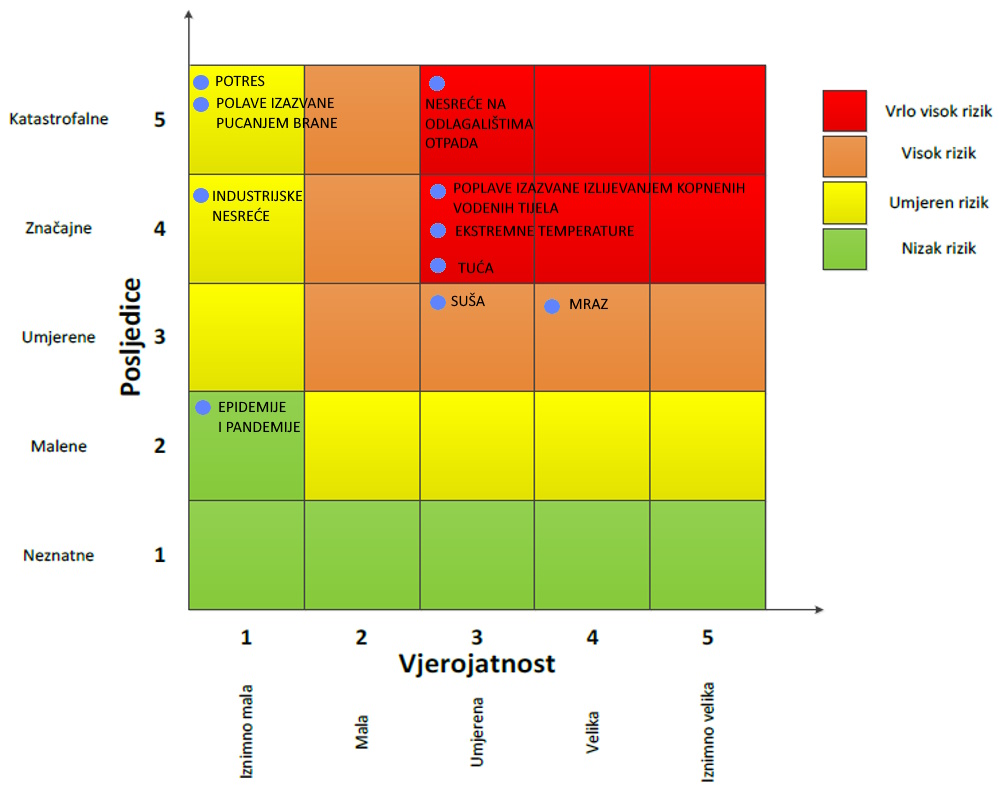 Posljedice
Katastrofalne 5
POTRES
POLAVE IZAZVANE
PUCANJEM BRANE
NESREĆE NA
ODLAGALIŠTIMA
OTPADA
Značajne 4
INDUSTRIJSKE
NESREĆE
POPLAVE IZAZVANE IZLIJEVANJEM KOPNENIH
VODENIH TIJELA
EKSTREMNE TEMPERATURE
TUĆA
Umjerene 3
SUŠA
MRAZ
Malene 2
EPIDEMIJE
I PANDEMIJE
Neznatne 1
1 2 3 4 5
Vjerojatnost
Iznimno mala
Mala
Umjerena
Velika
Iznimno velika
Vrlo visok rizik
Visok rizik
Umjeren rizik
Nizak rizik